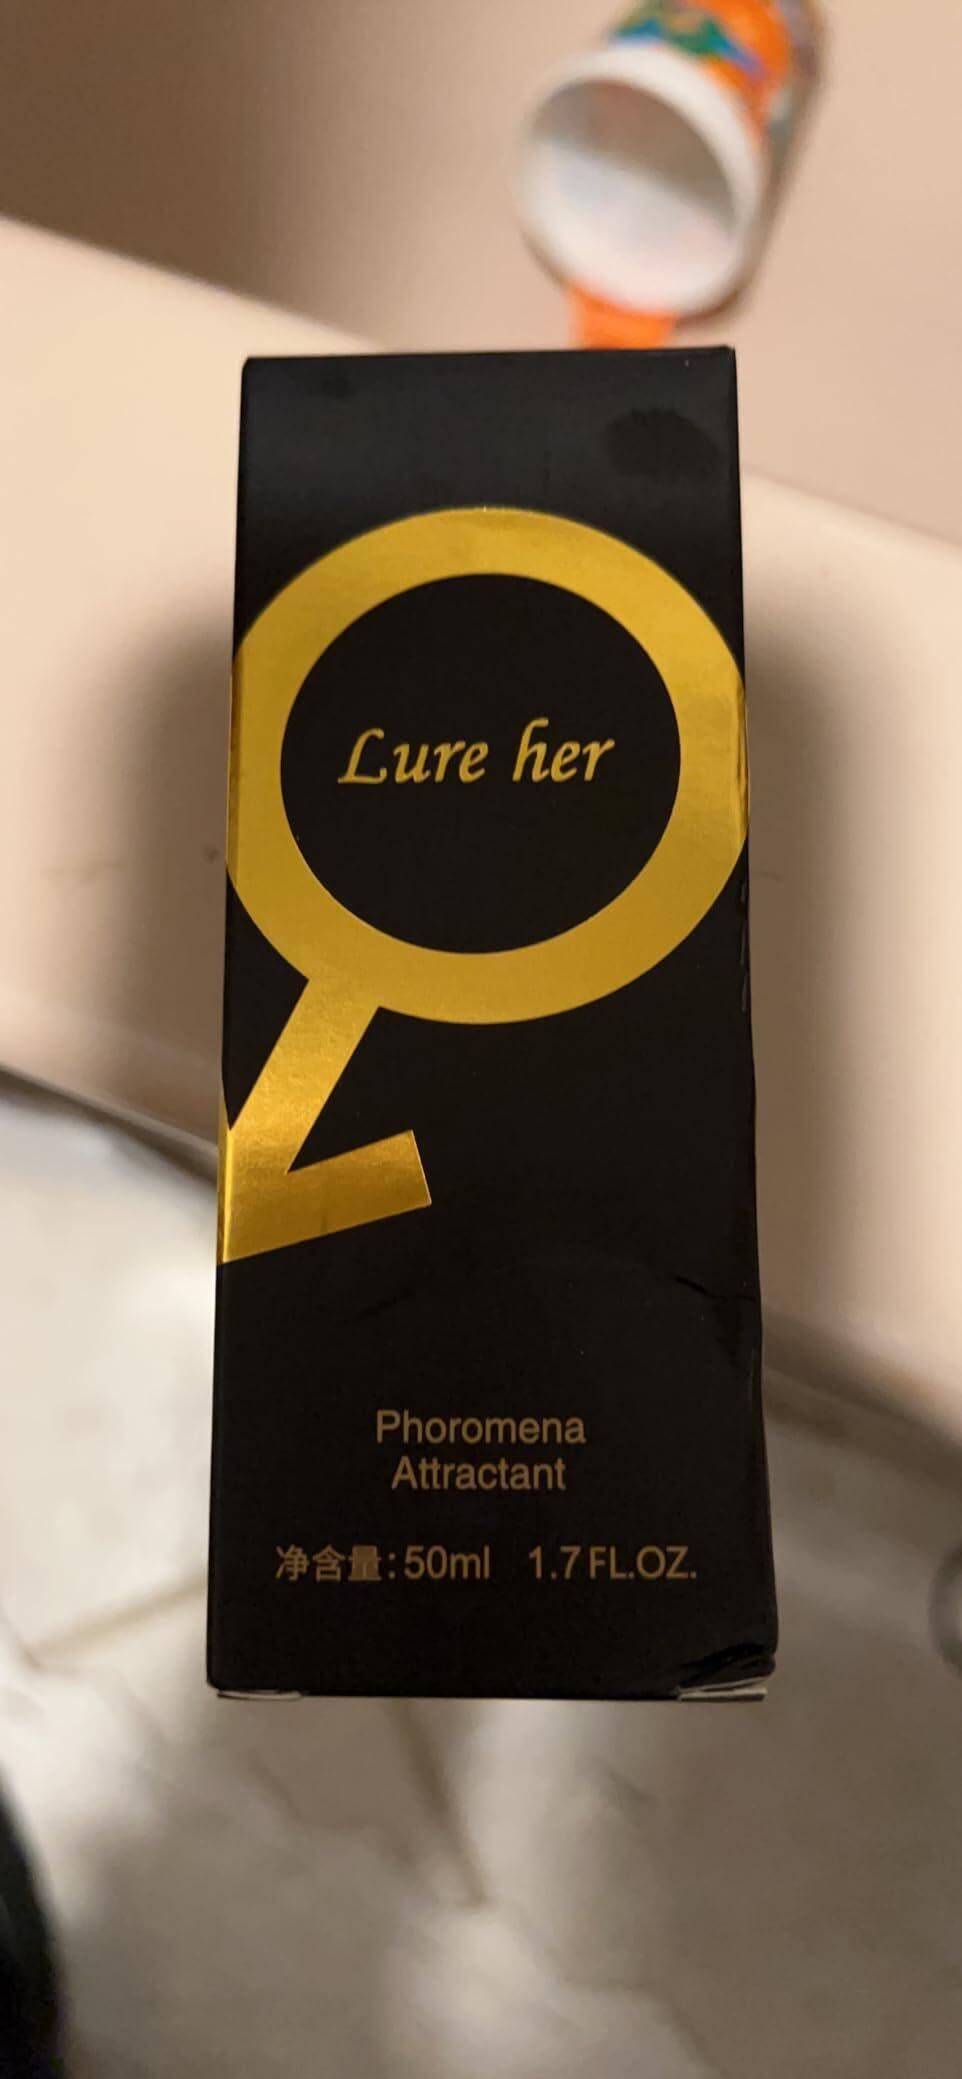 Lure her
Phoromena
Attractant
净含量:50ml 1.7 FL.OZ.